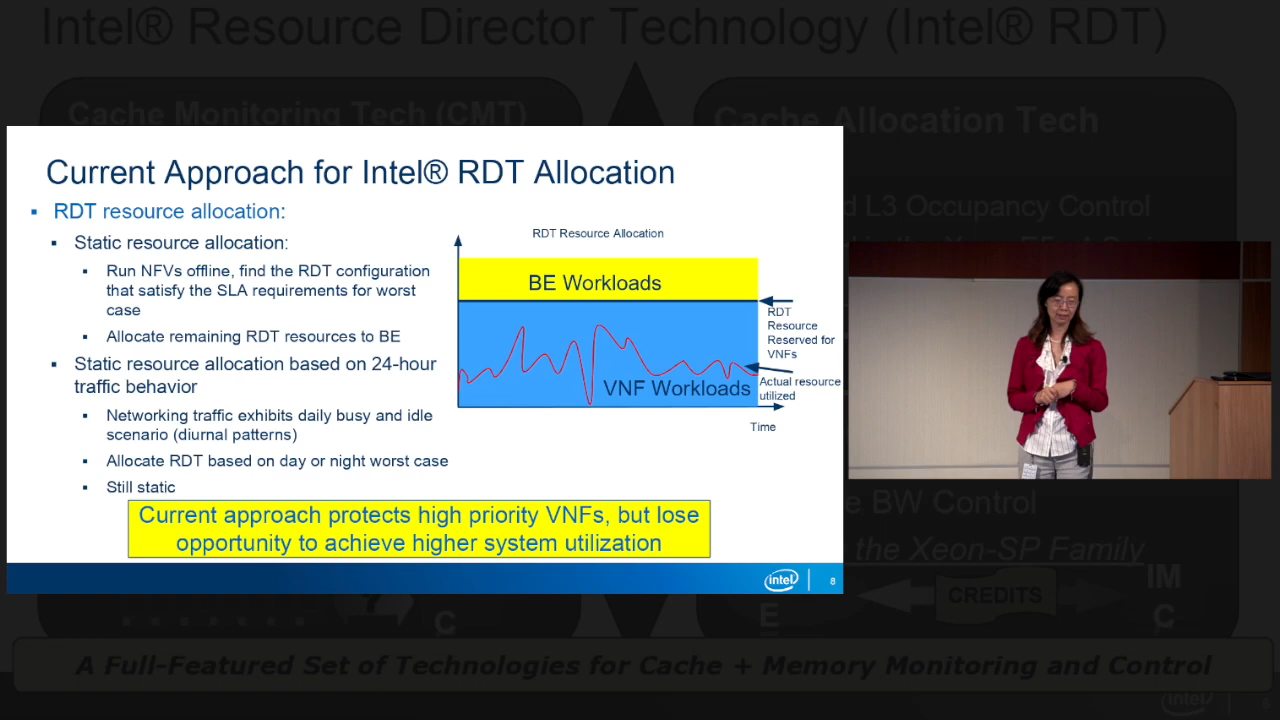 Intel® Resource Director Technology (Intel® RDT)
Cache Monitoring Tech (CMT)
Cache Allocation Tech
Current Approach for Intel® RDT Allocation
▪ RDT resource allocation:
▪ Static resource allocation:
▪ Run NFVs offline, find the RDT configuration
that satisfy the SLA requirements for worst
case
▪ Allocate remaining RDT resources to BE
▪ Static resource allocation based on 24-hour
traffic behavior
▪ Networking traffic exhibits daily busy and idle
scenario (diurnal patterns)
▪ Allocate RDT based on day or night worst case
▪ Still static
RDT Resource Allocation
BE Workloads
RDT
Resource
Reserved for
VNFs
VNF Workloads
Actual resource
utilized
Time
Current approach protects high priority VNFs, but lose
opportunity to achieve higher system utilization
intel
8
L3 Occupancy Control
BW Control
the Xeon-SP Family
CREDITS
IM
C
E
C
A Full-Featured Set of Technologies for Cache + Memory Monitoring and Control
intel